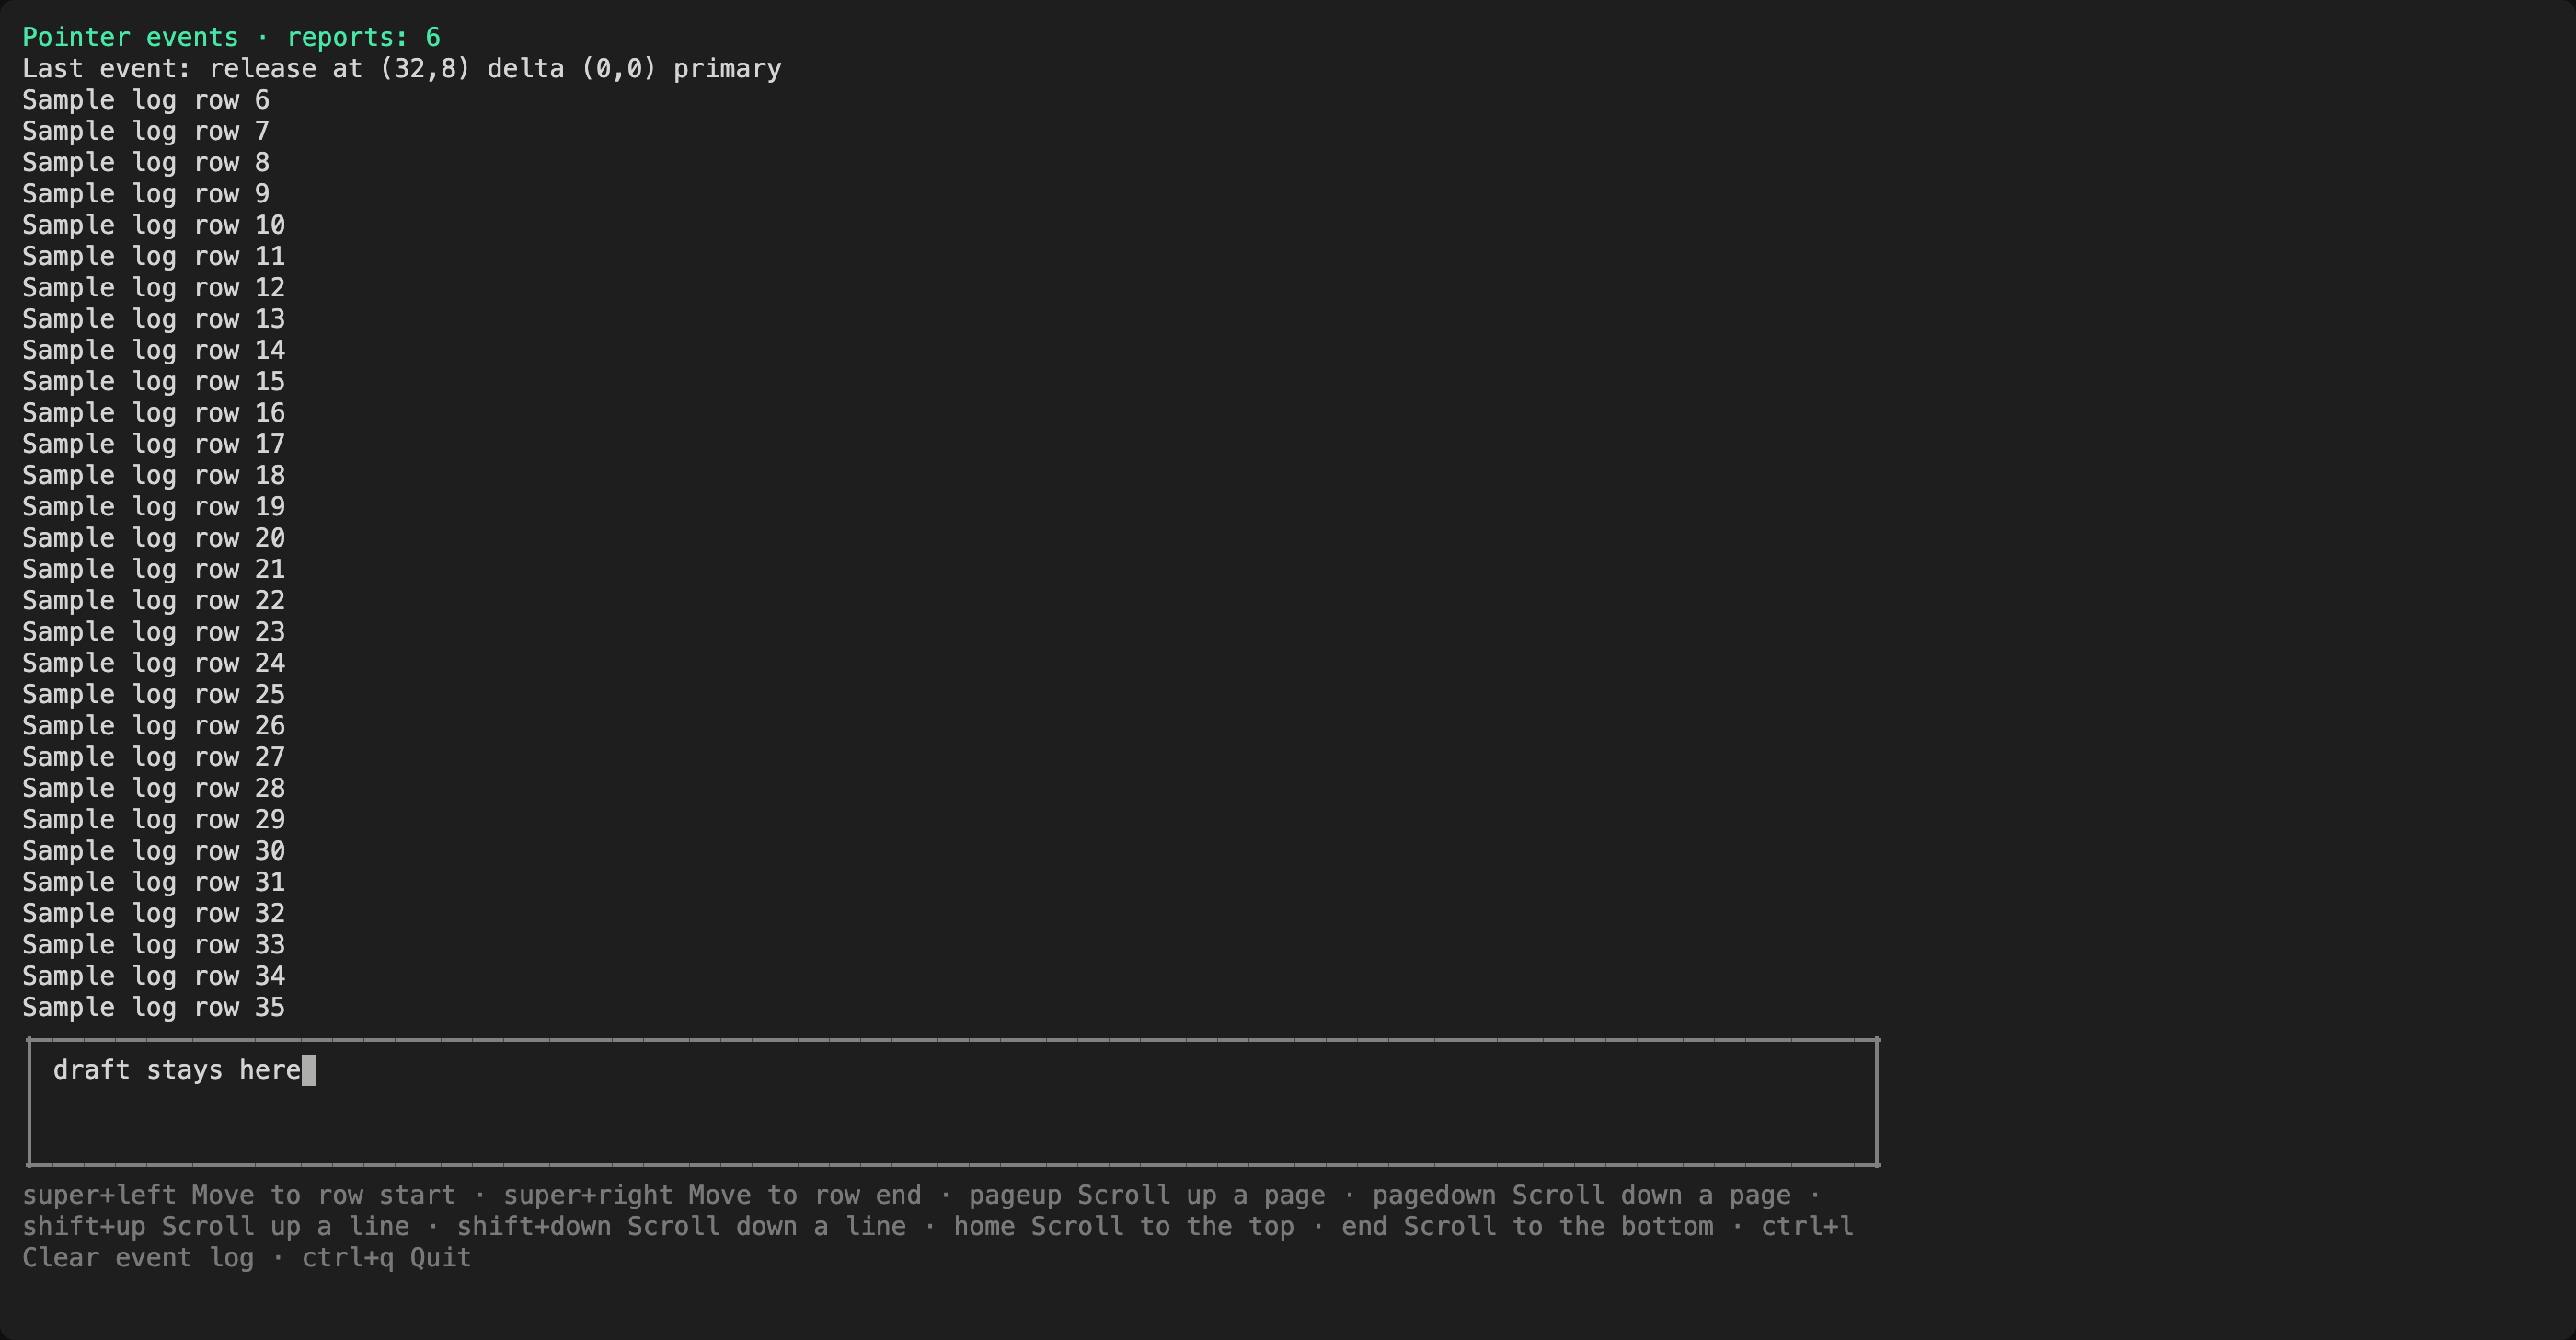 Pointer events · reports: 6
Last event: release at (32,8) delta (0,0) primary
Sample log row 6
Sample log row 7
Sample log row 8
Sample log row 9
Sample log row 10
Sample log row 11
Sample log row 12
Sample log row 13
Sample log row 14
Sample log row 15
Sample log row 16
Sample log row 17
Sample log row 18
Sample log row 19
Sample log row 20
Sample log row 21
Sample log row 22
Sample log row 23
Sample log row 24
Sample log row 25
Sample log row 26
Sample log row 27
Sample log row 28
Sample log row 29
Sample log row 30
Sample log row 31
Sample log row 32
Sample log row 33
Sample log row 34
Sample log row 35
draft stays here
super+left Move to row start · super+right Move to row end · pageup Scroll up a page · pagedown Scroll down a page ·
shift+up Scroll up a line · shift+down Scroll down a line · home Scroll to the top · end Scroll to the bottom · ctrl+l
Clear event log · ctrl+q Quit